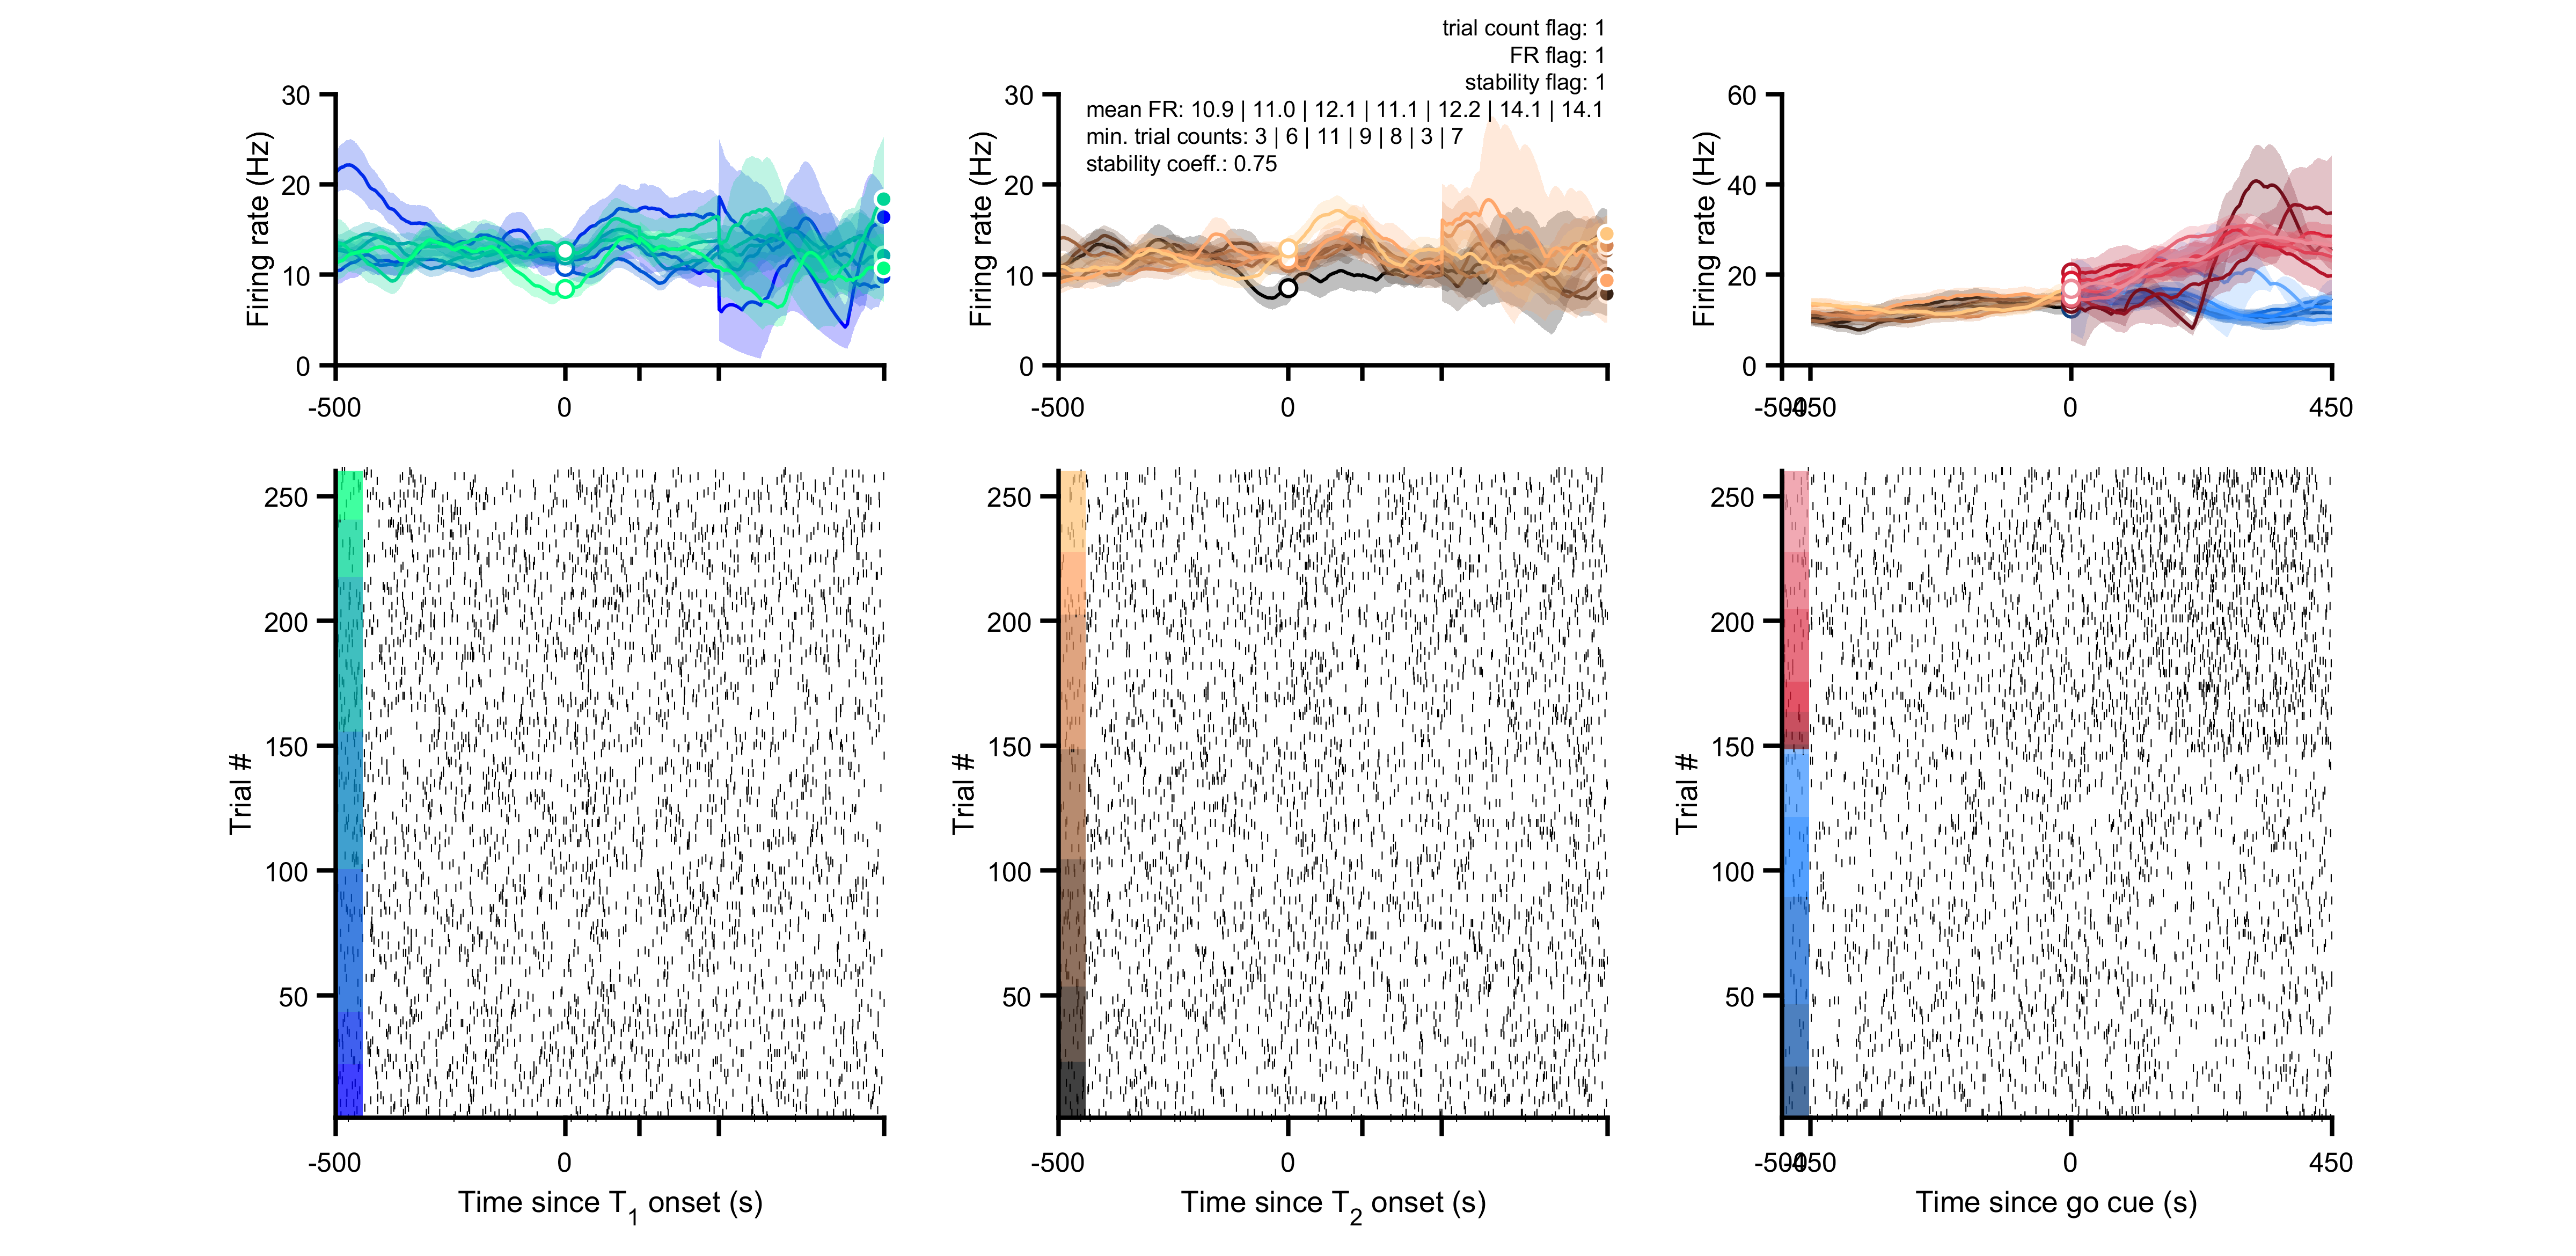 trial count flag: 1
FR flag: 1
stability flag: 1
mean FR: 10.9 | 11.0 | 12.1 | 11.1 | 12.2 | 14.1 | 14.1
min. trial counts: 3 | 6 | 11 | 9 | 8 | 3 | 7
stability coeff.: 0.75
Firing rate (Hz)
30
20
10
0
-500
0
Firing rate (Hz)
30
20
10
0
-500
0
Firing rate (Hz)
60
40
20
0
-500
-450
0
450
Trial #
250
200
150
100
50
-500
0
Time since T1 onset (s)
Trial #
250
200
150
100
50
-500
0
Time since T2 onset (s)
Trial #
250
200
150
100
50
-500
-450
0
450
Time since go cue (s)